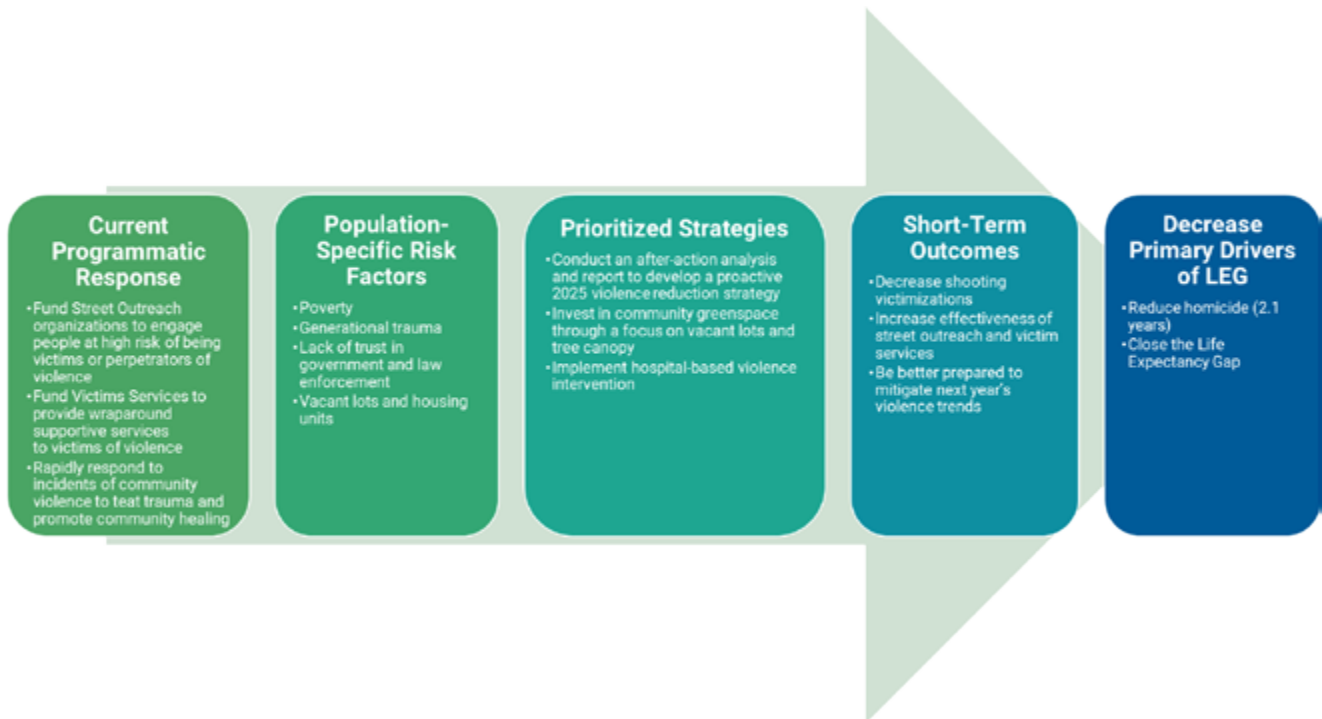 Current
Programmatic
Response
•Fund Street Outreach
organizations to engage
people at high risk of being
victims or perpetrators of
violence
•Fund Victims Services to
provide wraparound
supportive services
to victims of violence
•Rapidly respond to
incidents of community
violence to teat trauma and
promote community healing
Population-
Specific Risk
Factors
•Poverty
•Generational trauma
•Lack of trust in
government and law
enforcement
•Vacant lots and housing
units
Prioritized Strategies
•Conduct an after-action analysis
and report to develop a proactive
2025 violence reduction strategy
•Invest in community greenspace
through a focus on vacant lots and
tree canopy
•Implement hospital-based violence
intervention
Short-Term
Outcomes
•Decrease shooting
victimizations
•Increase effectiveness of
street outreach and victim
services
•Be better prepared to
mitigate next year's
violence trends
Decrease
Primary Drivers
of LEG
•Reduce homicide (2.1
years)
•Close the Life
Expectancy Gap